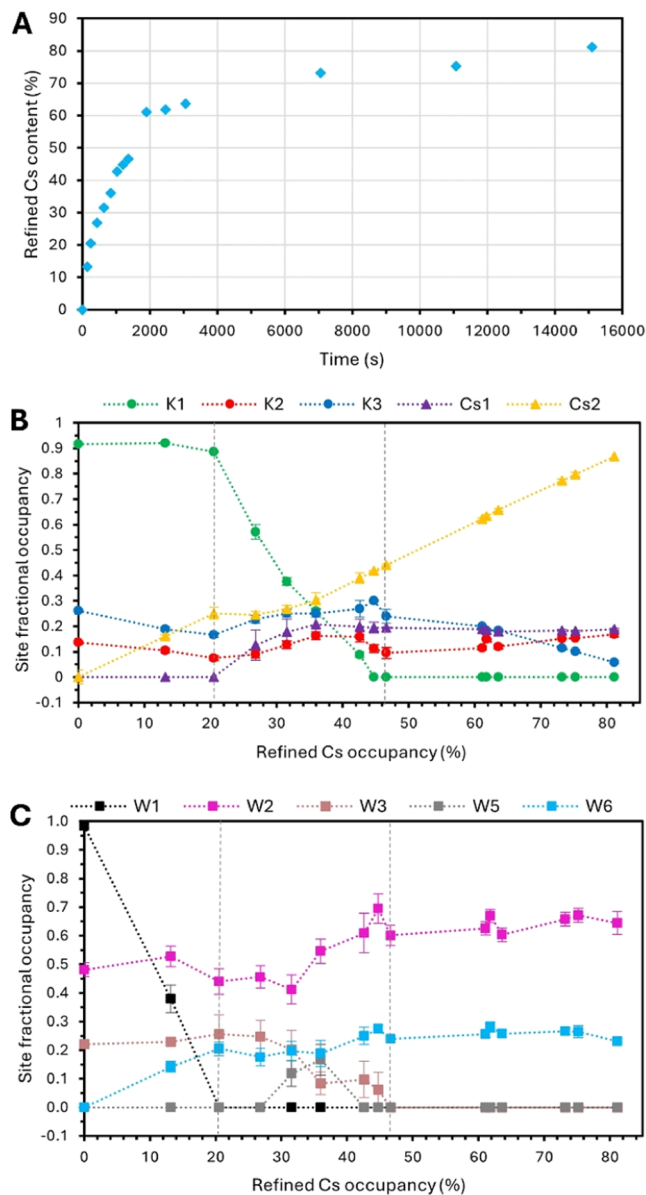 A
Refined Cs content (%)
90
80
70
60
50
40
30
20
10
0
0 2000 4000 6000 8000 10000 12000 14000 16000
Time (s)
B
K1 K2 K3 Cs1 Cs2
Site fractional occupancy
1
0.9
0.8
0.7
0.6
0.5
0.4
0.3
0.2
0.1
0
-0.1
0 10 20 30 40 50 60 70 80
Refined Cs occupancy (%)
C
W1 W2 W3 W5 W6
Site fractional occupancy
1.0
0.9
0.8
0.7
0.6
0.5
0.4
0.3
0.2
0.1
0.0
-0.1
0 10 20 30 40 50 60 70 80
Refined Cs occupancy (%)